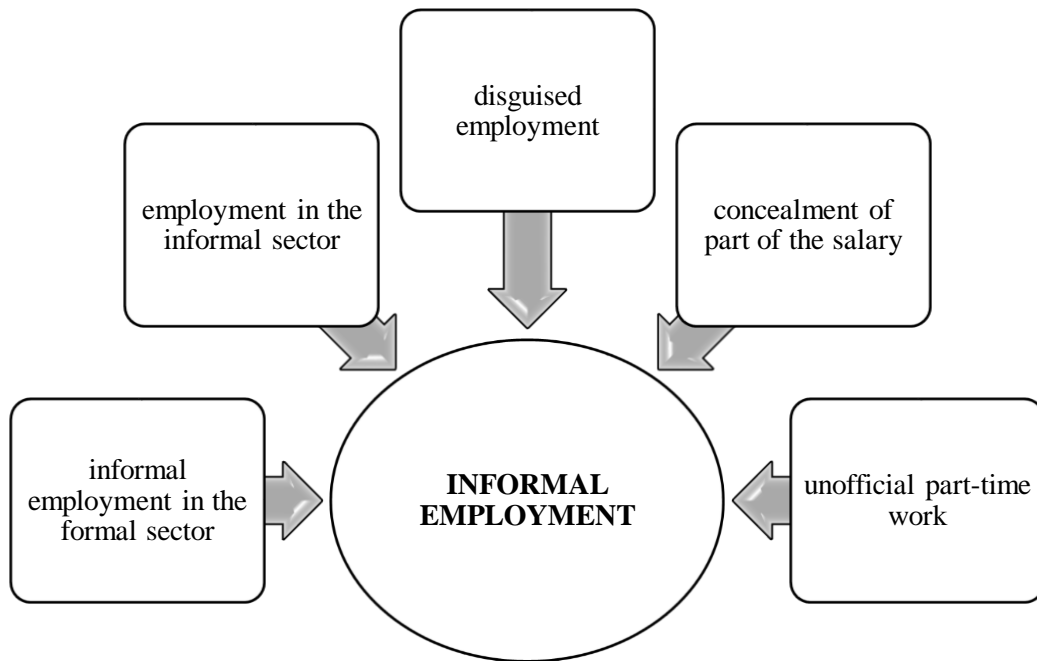 disguised
employment
employment in the
informal sector
concealment of
part of the salary
informal
employment in the
formal sector
INFORMAL
EMPLOYMENT
unofficial part-time
work